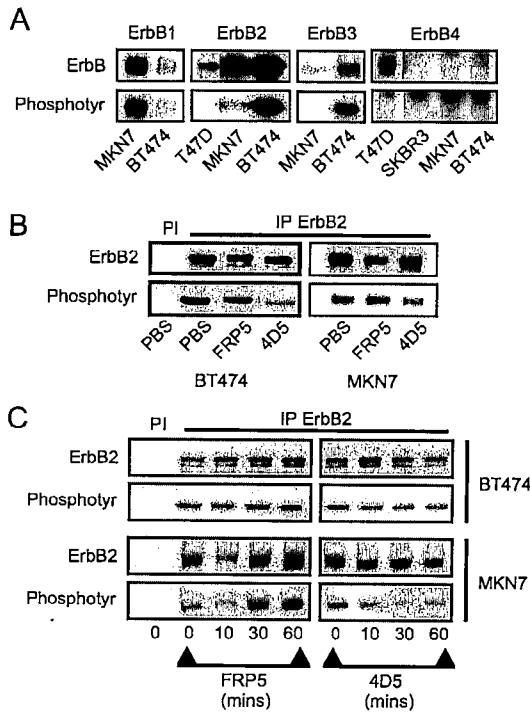 A
ErbB1 ErbB2 ErbB3 ErbB4
ErbB
Phosphotyr
MKN7 BT474 T47D MKN7 BT474 MKN7 BT474 T47D SKBR3 MKN7 BT474
B
PI IP ErbB2
ErbB2
Phosphotyr
PBS PBS FRP5 4D5 PBS FRP5 4D5
BT474 MKN7
C
PI IP ErbB2
ErbB2
Phosphotyr
BT474
ErbB2
Phosphotyr
MKN7
0 0 10 30 60 0 10 30 60
FRP5 4D5
(mins) (mins)